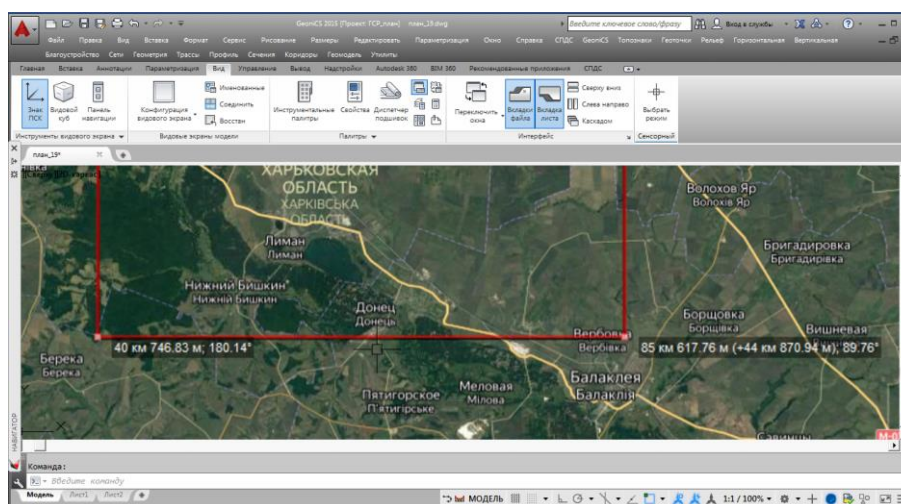 GeoniCS 2015 [Проект ГСР_план] план_19.dwg
Введите ключевое слово/фразу
Вход в службы
Файл Правка Вид Вставка Формат Сервис Рисование Размеры Редактировать Параметризация Окно Справка СПДС GeoniCS Топознаки Геоточки Рельеф Горизонтальная Вертикальная
Благоустройство Сети Геометрия Трассы Профиль Сечения Коридоры Геомодель Утилиты
Главная Вставка Аннотации Параметризация Вид Управление Вывод Надстройки Autodesk 360 BIM 360 Рекомендованные приложения СПДС
Знак ПСК
Видовой куб
Панель навигации
Конфигурация видового экрана
Именованные
Соединить
Восстан
Инструментальные палитры
Свойства
Диспетчер подшивок
Переключить окна
Вкладки файла
Вкладка листа
Сверху вниз
Слева направо
Каскадом
Выбрать режим
Инструменты видового экрана
Видовые экраны модели
Палитры
Интерфейс
Сенсорный
план_19*
ХАРЬКОВСКАЯ
ОБЛАСТЬ
ХАРКІВСЬКА
ОБЛАСТЬ
Волохов Яр
Волохів Яр
Лиман
Лиман
Бригадировка
Бригадирівка
Нижний Бишкин
Нижній Бишкин
Донец
Донець
Борщовка
Борщівка
Вишневая
Вербовка
Вербівка
40 км 746.83 м; 180.14°
85 км 617.76 м (+44 км 870.94 м); 89.76°
Берека
Берека
Балаклея
Балаклія
Меловая
Мілова
Пятигорское
П'ятигірське
Савинцы
НАВИГАТОР
Команда:
Введите команду
Модель Лист1 Лист2
МОДЕЛЬ
1:1 / 100%